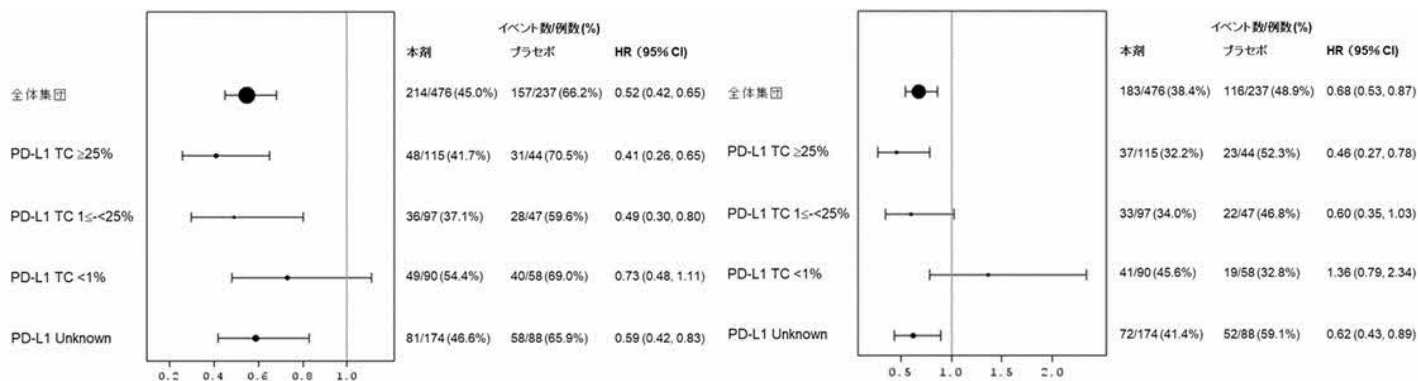 イベント数/例数(%)
本剤 プラセボ HR (95% CI)
全体集団 214/476 (45.0%) 157/237 (66.2%) 0.52 (0.42, 0.65)
PD-L1 TC ≥25% 48/115 (41.7%) 31/44 (70.5%) 0.41 (0.26, 0.65)
PD-L1 TC 1≤-<25% 36/97 (37.1%) 28/47 (59.6%) 0.49 (0.30, 0.80)
PD-L1 TC <1% 49/90 (54.4%) 40/58 (69.0%) 0.73 (0.48, 1.11)
PD-L1 Unknown 81/174 (46.6%) 58/88 (65.9%) 0.59 (0.42, 0.83)
0.2 0.4 0.6 0.8 1.0
イベント数/例数(%)
本剤 プラセボ HR (95% CI)
全体集団 183/476 (38.4%) 116/237 (48.9%) 0.68 (0.53, 0.87)
PD-L1 TC ≥25% 37/115 (32.2%) 23/44 (52.3%) 0.46 (0.27, 0.78)
PD-L1 TC 1≤-<25% 33/97 (34.0%) 22/47 (46.8%) 0.60 (0.35, 1.03)
PD-L1 TC <1% 41/90 (45.6%) 19/58 (32.8%) 1.36 (0.79, 2.34)
PD-L1 Unknown 72/174 (41.4%) 52/88 (59.1%) 0.62 (0.43, 0.89)
0.5 1.0 1.5 2.0